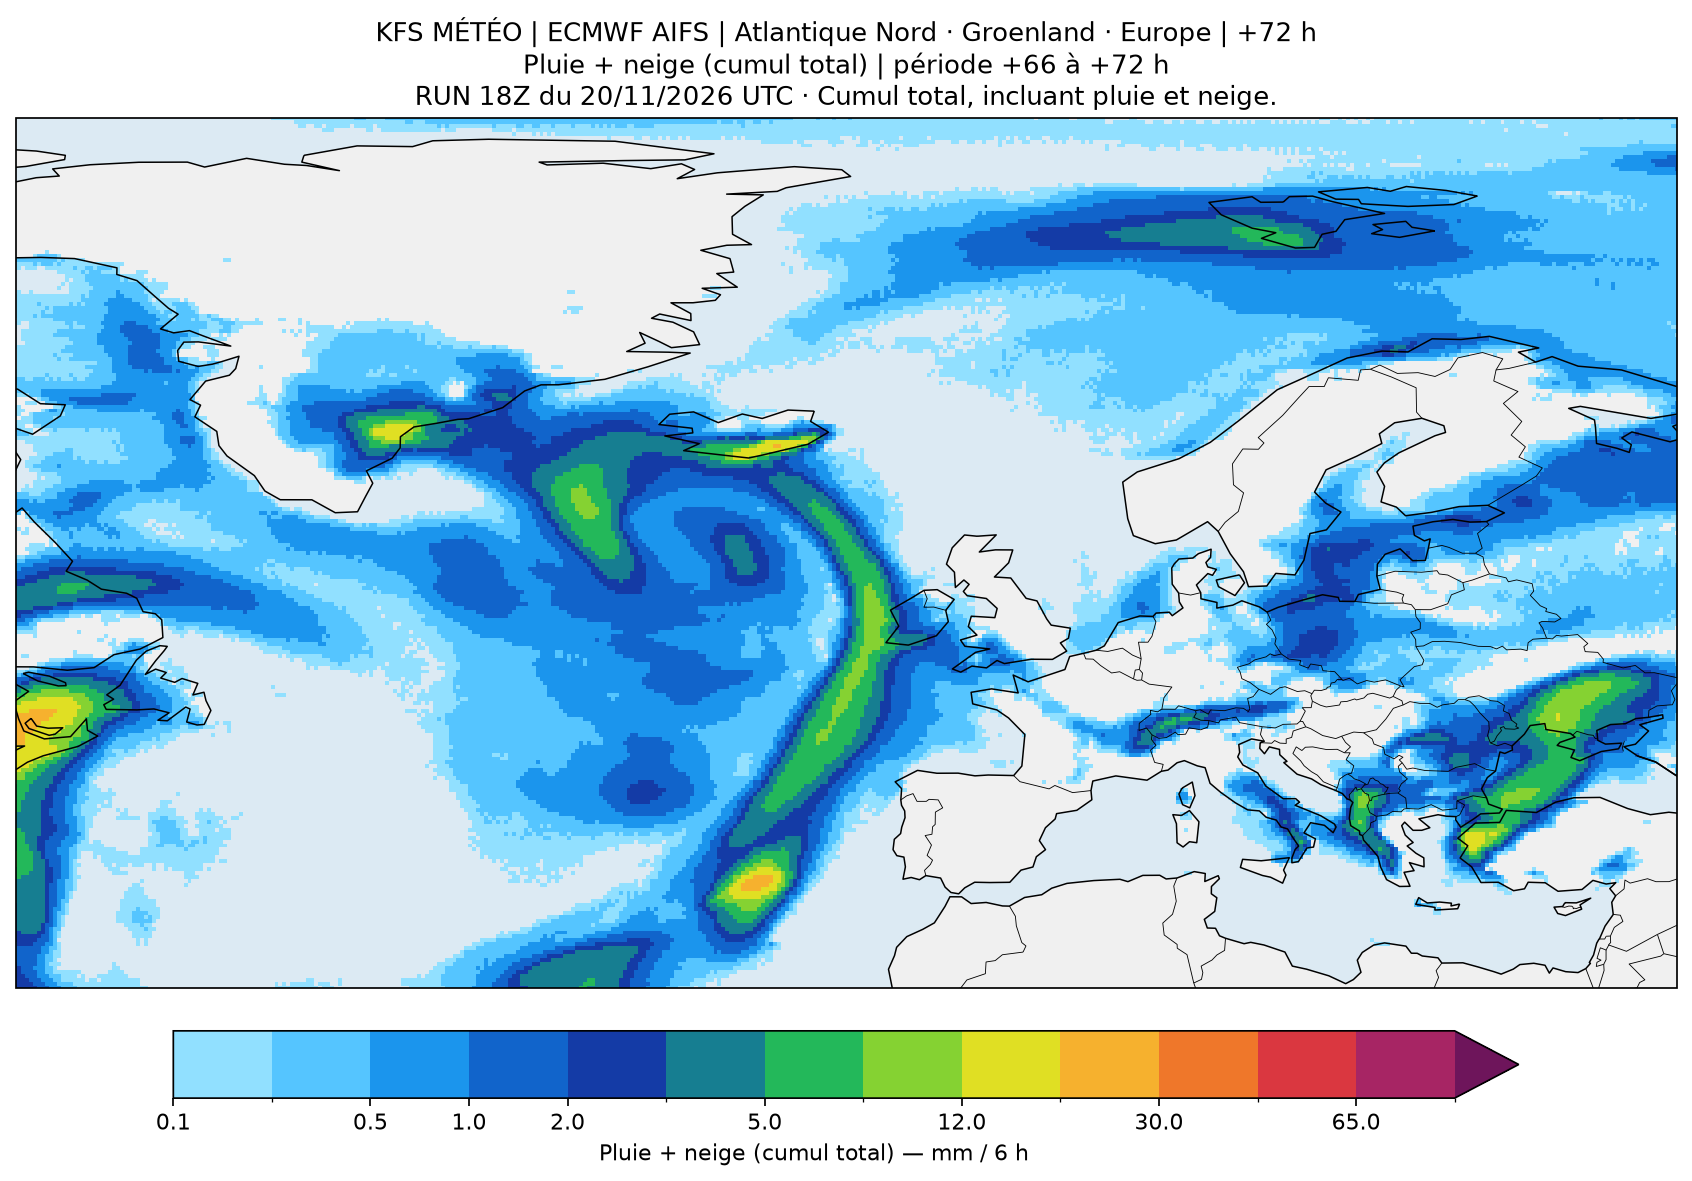 KFS MÉTÉO | ECMWF AIFS | Atlantique Nord · Groenland · Europe | +72 h
Pluie + neige (cumul total) | période +66 à +72 h
RUN 18Z du 20/11/2026 UTC · Cumul total, incluant pluie et neige.
0.1 0.5 1.0 2.0 5.0 12.0 30.0 65.0
Pluie + neige (cumul total) — mm / 6 h